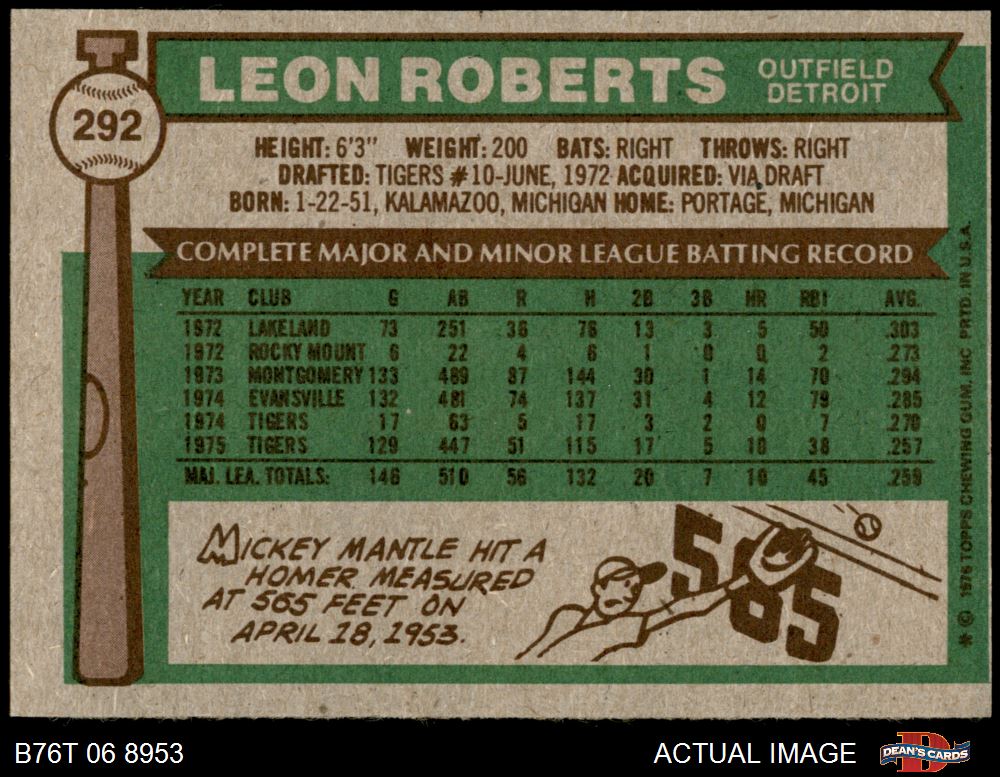 292
LEON ROBERTS
OUTFIELD
DETROIT
HEIGHT: 6'3" WEIGHT: 200 BATS: RIGHT THROWS: RIGHT
DRAFTED: TIGERS #10-JUNE, 1972 ACQUIRED: VIA DRAFT
BORN: 1-22-51, KALAMAZOO, MICHIGAN HOME: PORTAGE, MICHIGAN
COMPLETE MAJOR AND MINOR LEAGUE BATTING RECORD
YEAR CLUB G AB R H 2B 3B HR RBI AVG.
1972 LAKELAND 73 251 36 76 13 3 5 50 .303
1972 ROCKY MOUNT 6 22 4 6 1 0 0 2 .273
1973 MONTGOMERY 133 489 87 144 30 1 14 70 .294
1974 EVANSVILLE 132 481 74 137 31 4 12 79 .285
1974 TIGERS 17 63 5 17 3 2 0 7 .270
1975 TIGERS 129 447 51 115 17 5 10 38 .257
MAJ. LEA. TOTALS: 146 510 56 132 20 7 10 45 .259
MICKEY MANTLE HIT A
HOMER MEASURED
AT 565 FEET ON
APRIL 18, 1953.
565
* © 1976 TOPPS CHEWING GUM, INC PRTD. IN U.S.A.
B76T 06 8953
ACTUAL IMAGE
D
DEAN'S CARDS